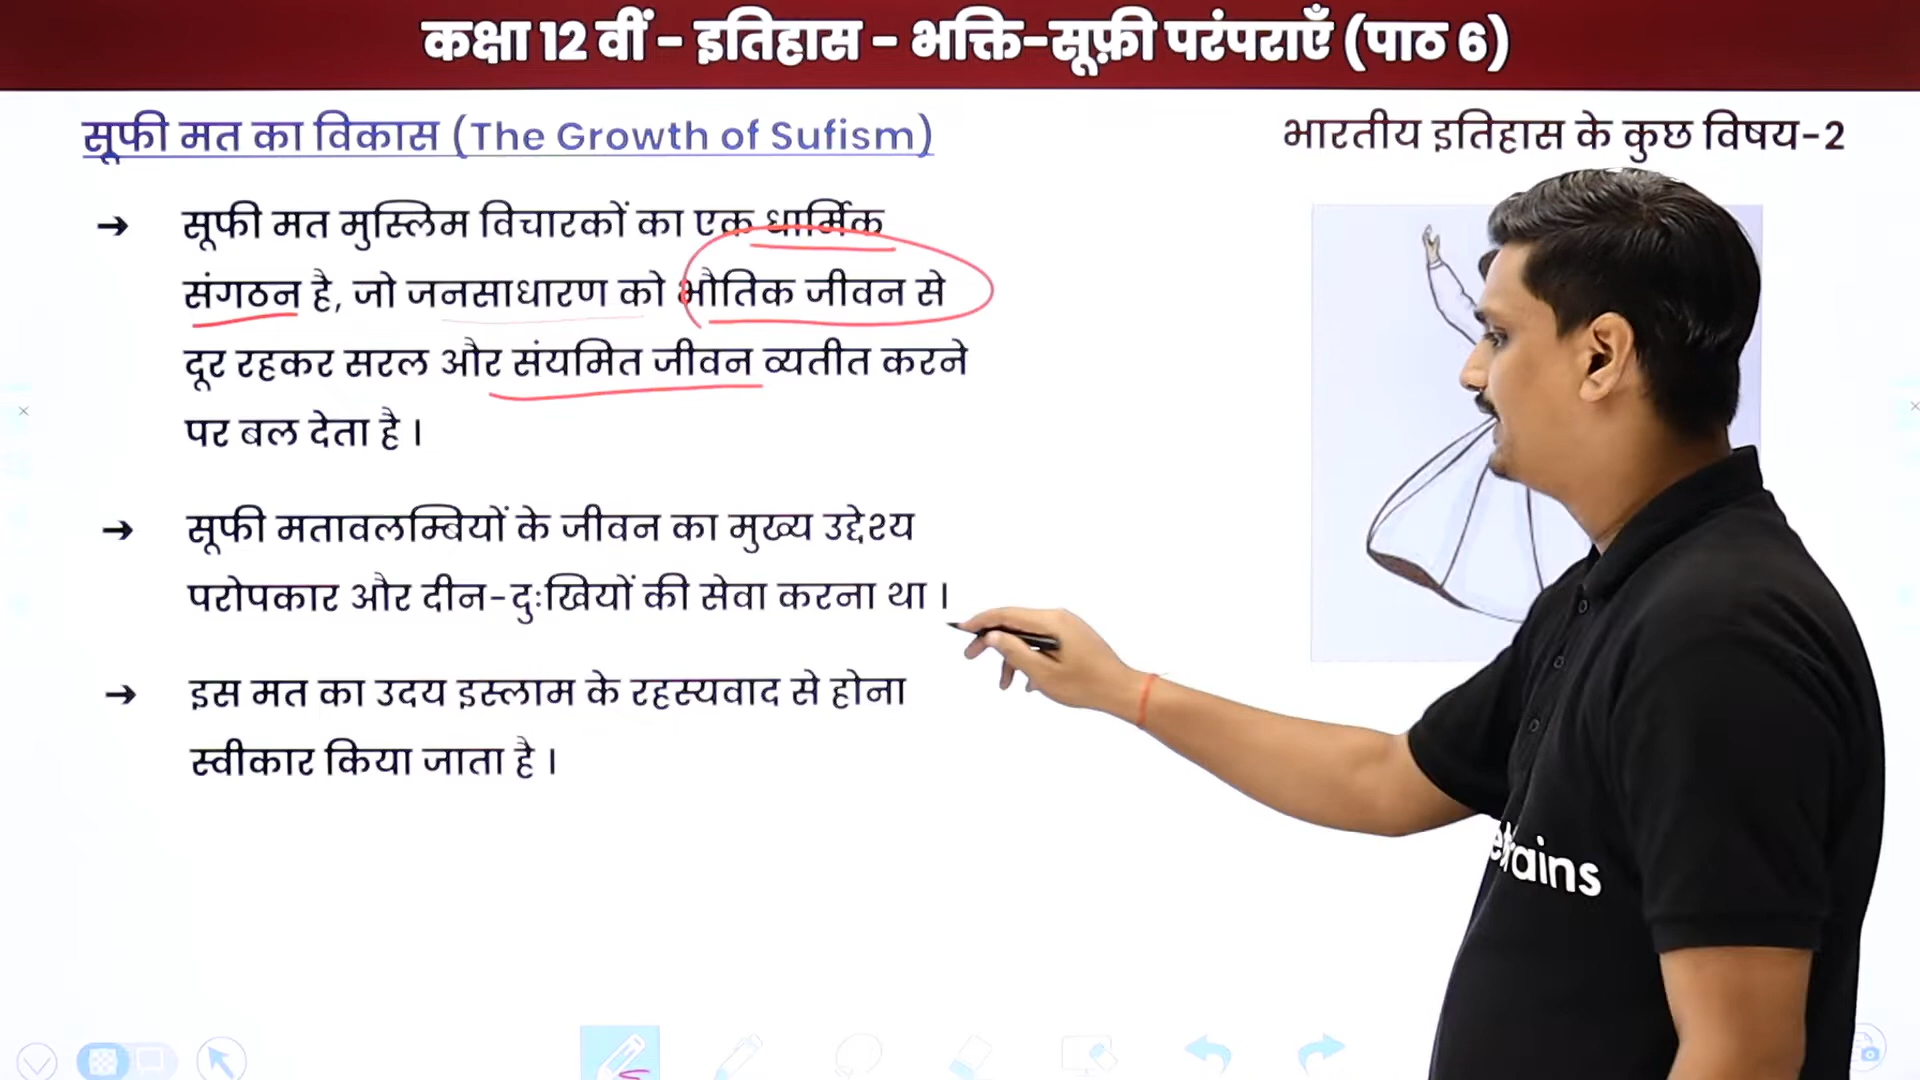 कक्षा 12 वीं - इतिहास - भक्ति-सूफ़ी परंपराएँ (पाठ 6)
सूफी मत का विकास (The Growth of Sufism)
भारतीय इतिहास के कुछ विषय-2
➔ सूफी मत मुस्लिम विचारकों का एक धार्मिक
संगठन है, जो जनसाधारण को भौतिक जीवन से
दूर रहकर सरल और संयमित जीवन व्यतीत करने
पर बल देता है ।
➔ सूफी मतावलम्बियों के जीवन का मुख्य उद्देश्य
परोपकार और दीन-दुःखियों की सेवा करना था ।
➔ इस मत का उदय इस्लाम के रहस्यवाद से होना
स्वीकार किया जाता है ।